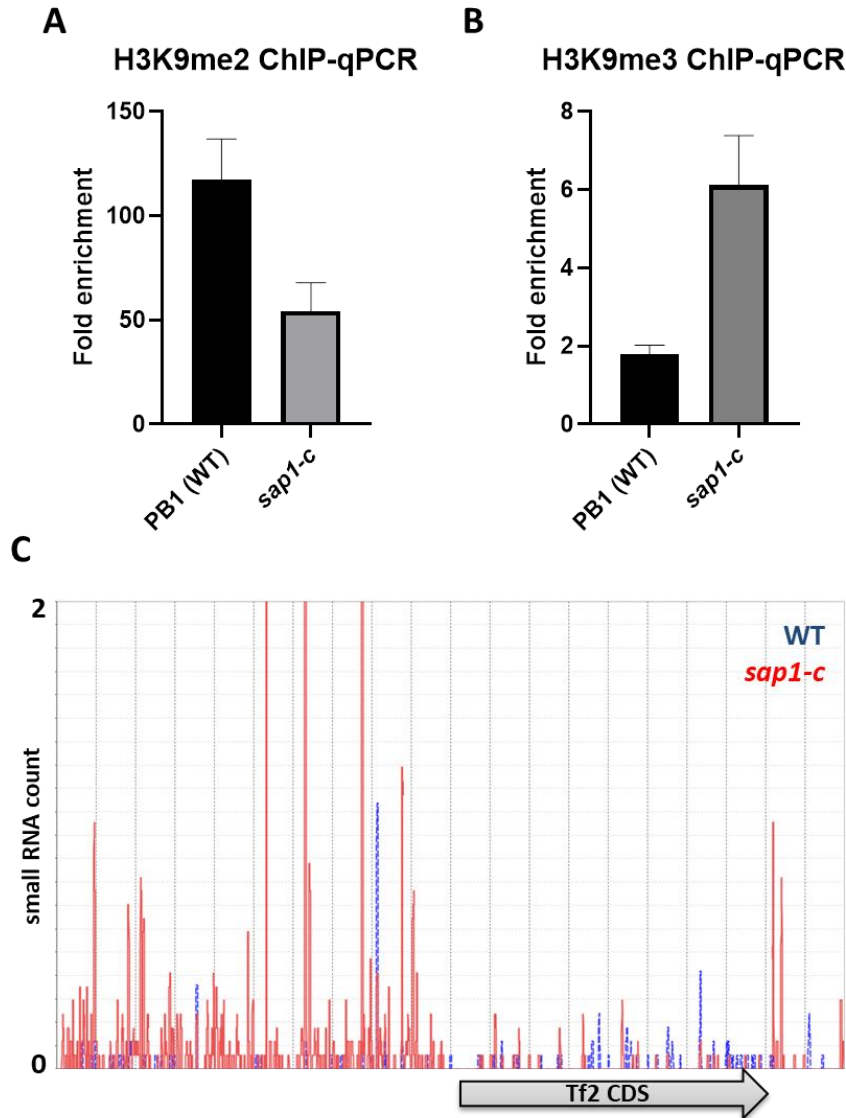 A
H3K9me2 ChIP-qPCR
Fold enrichment
150
100
50
0
PB1 (WT)
sap1-c
B
H3K9me3 ChIP-qPCR
Fold enrichment
8
6
4
2
0
PB1 (WT)
sap1-c
C
small RNA count
2
0
WT
sap1-c
Tf2 CDS